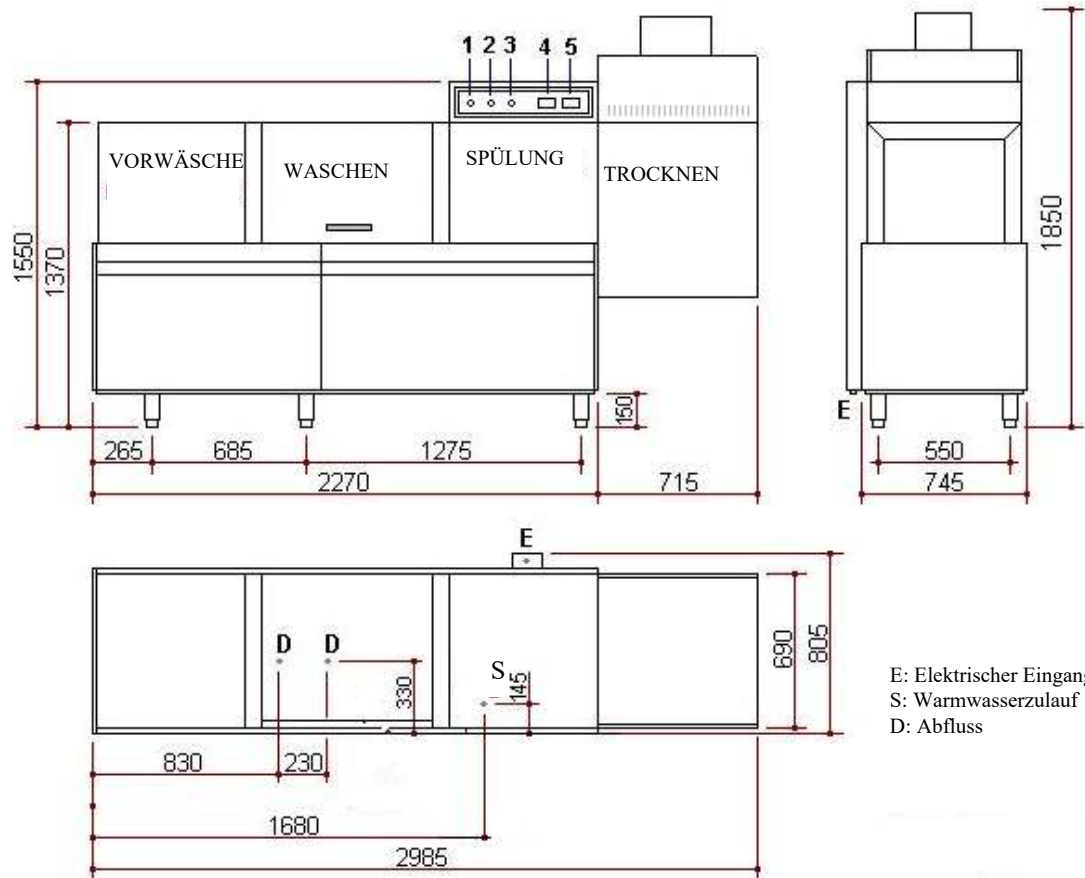 1 2 3 4 5
VORWÄSCHE
WASCHEN
SPÜLUNG
TROCKNEN
1550
1370
150
265
685
1275
2270
715
1850
E
550
745
E
D
D
S
330
145
690
805
E: Elektrischer Eingang
S: Warmwasserzulauf
D: Abfluss
830
230
1680
2985